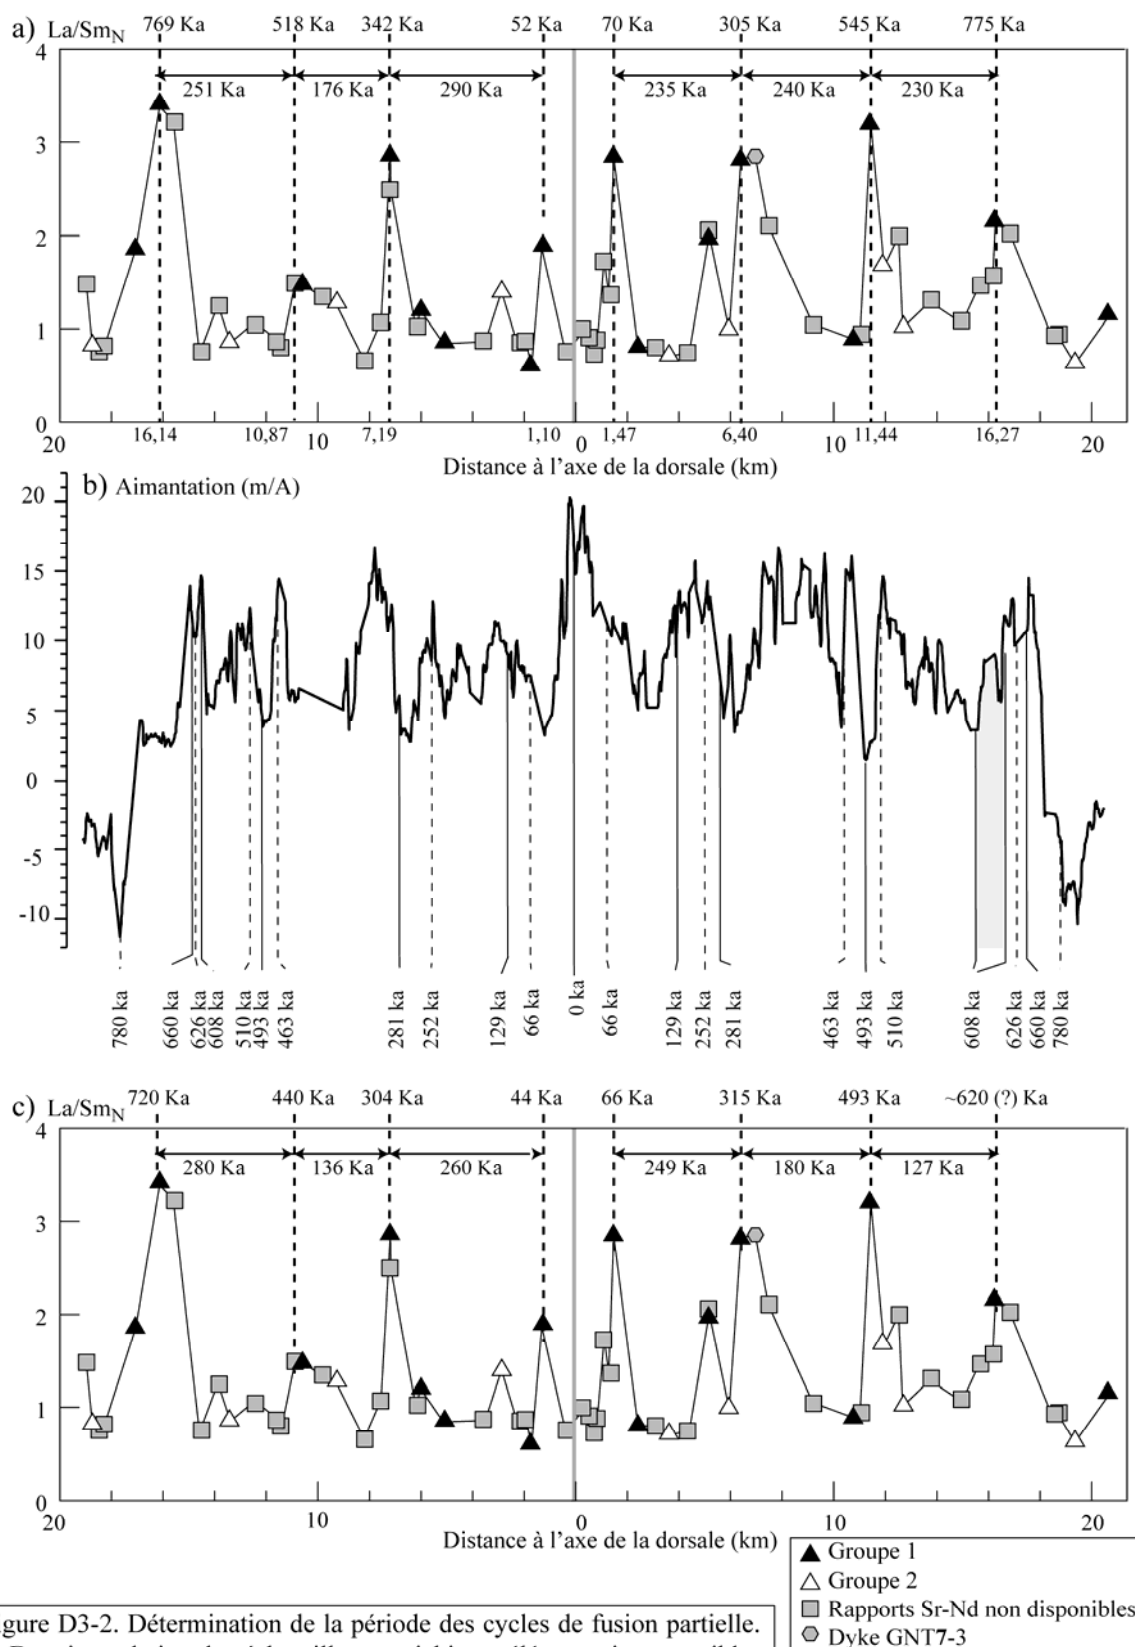 a) La/SmN
769 Ka 518 Ka 342 Ka 52 Ka 70 Ka 305 Ka 545 Ka 775 Ka
251 Ka 176 Ka 290 Ka 235 Ka 240 Ka 230 Ka
4
3
2
1
0
20 16,14 10,87 10 7,19 1,10 0 1,47 6,40 10 11,44 16,27 20
Distance à l’axe de la dorsale (km)
b) Aimantation (m/A)
20
15
10
5
0
-5
-10
780 ka 660 ka 626 ka 608 ka 510 ka 493 ka 463 ka 281 ka 252 ka 129 ka 66 ka 0 ka 66 ka 129 ka 252 ka 281 ka 463 ka 493 ka 510 ka 608 ka 626 ka 660 ka 780 ka
c) La/SmN
720 Ka 440 Ka 304 Ka 44 Ka 66 Ka 315 Ka 493 Ka ~620 (?) Ka
280 Ka 136 Ka 260 Ka 249 Ka 180 Ka 127 Ka
4
3
2
1
0
20 10 0 10 20
Distance à l’axe de la dorsale (km)
Groupe 1
Groupe 2
Rapports Sr-Nd non disponibles
Dyke GNT7-3
gure D3-2. Détermination de la période des cycles de fusion partielle.